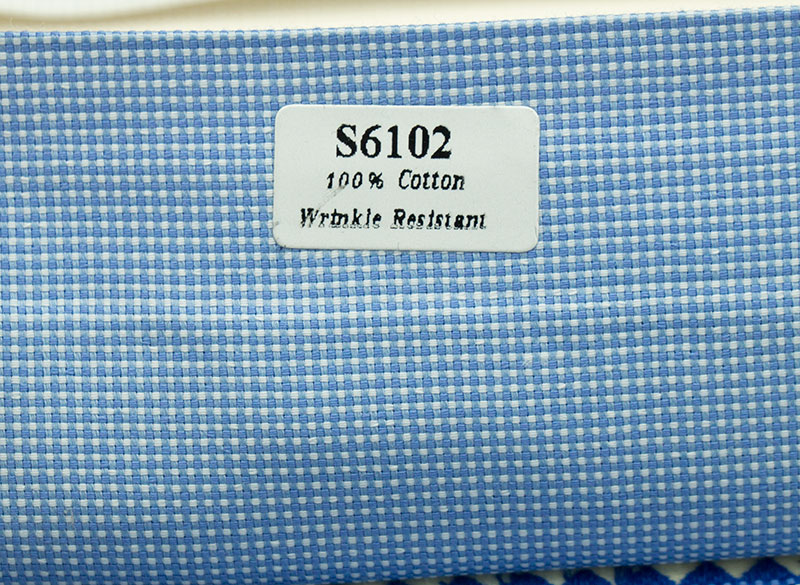 S6102
100% Cotton
Wrinkle Resistant